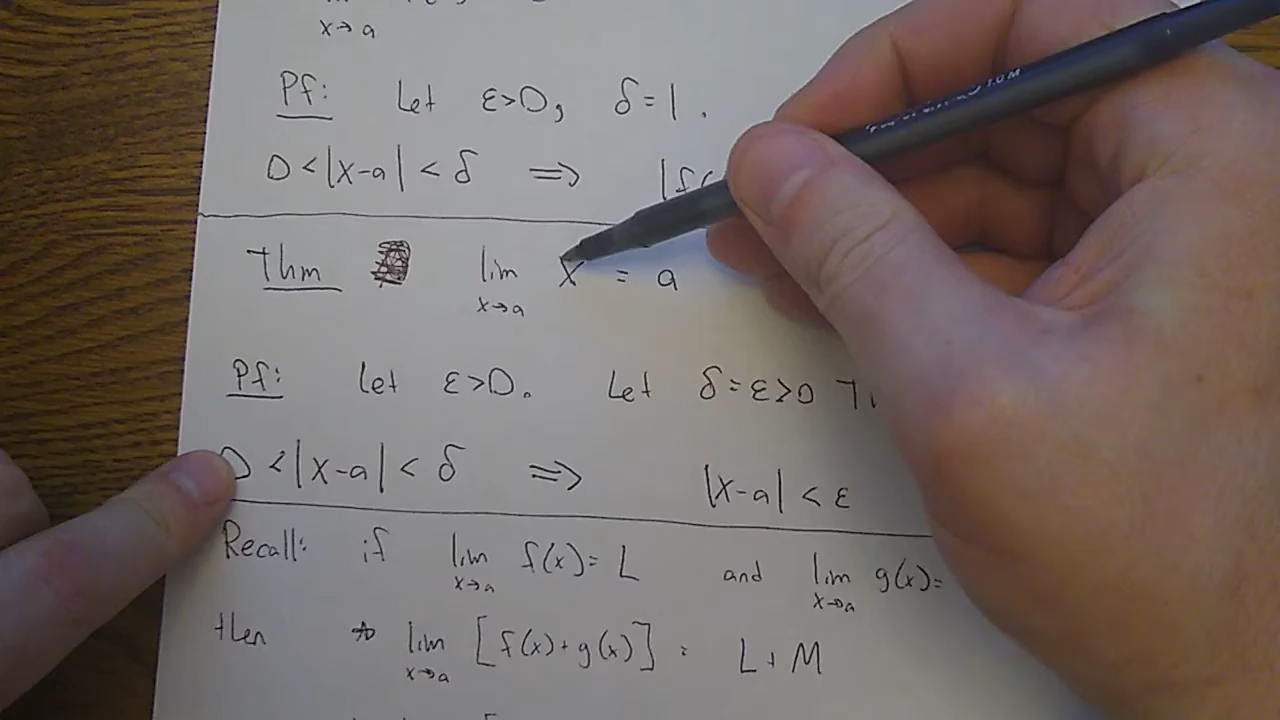 x→a
Pf: Let ε>0, δ=1.
0<|x-a|<δ ⟹ |f(
Thm lim x = a
x→a
Pf: Let ε>0. Let δ=ε>0
0<|x-a|<δ ⟹ |x-a|<ε
Recall: if lim f(x)=L and lim g(x)=
x→a x→a
then lim [f(x)+g(x)] = L+M
x→a